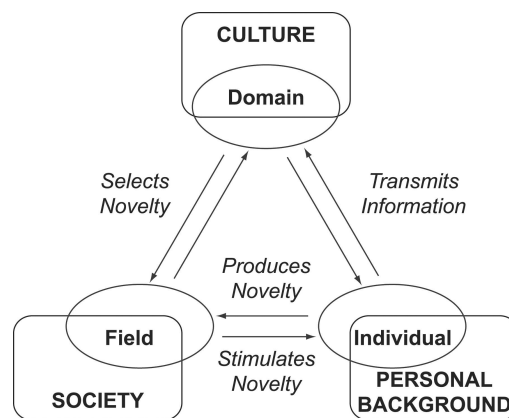 CULTURE
Domain
Selects
Novelty
Transmits
Information
Produces
Novelty
Field
Individual
Stimulates
Novelty
SOCIETY
PERSONAL
BACKGROUND